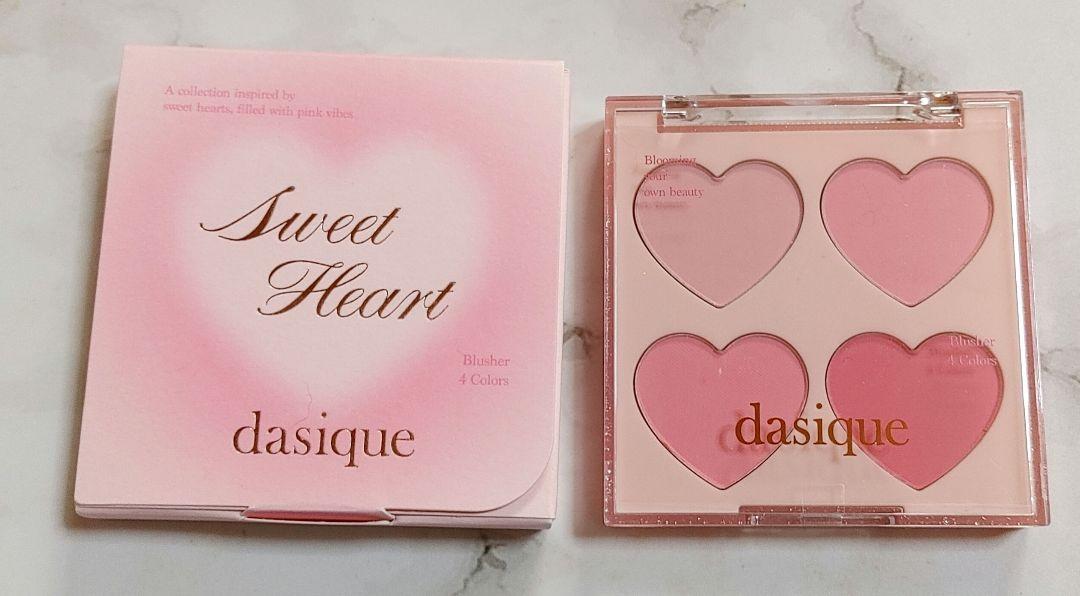 A collection inspired by
sweet hearts, filled with pink vibes
Sweet
Heart
Blusher
4 Colors
dasique
Blooming
your
own beauty
Blusher
4 Colors
dasique